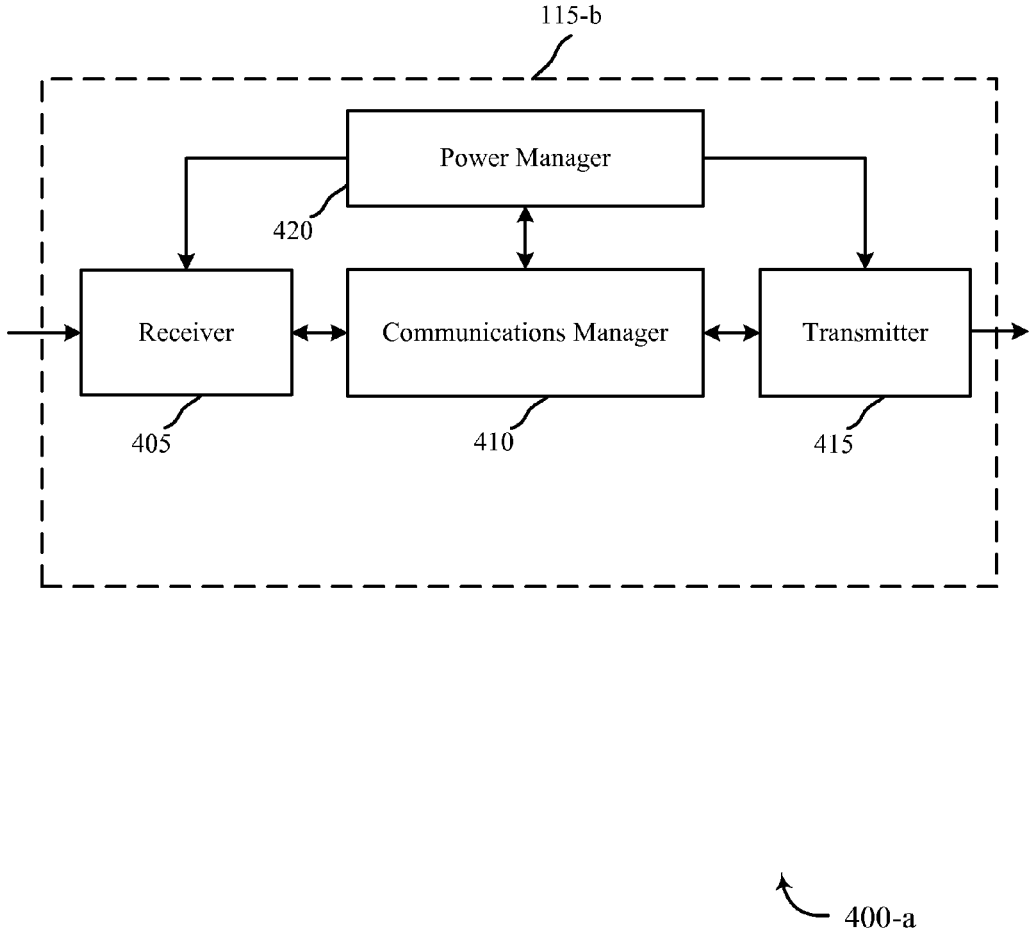 115-b
Power Manager
420
Receiver
Communications Manager
Transmitter
405
410
415
400-a